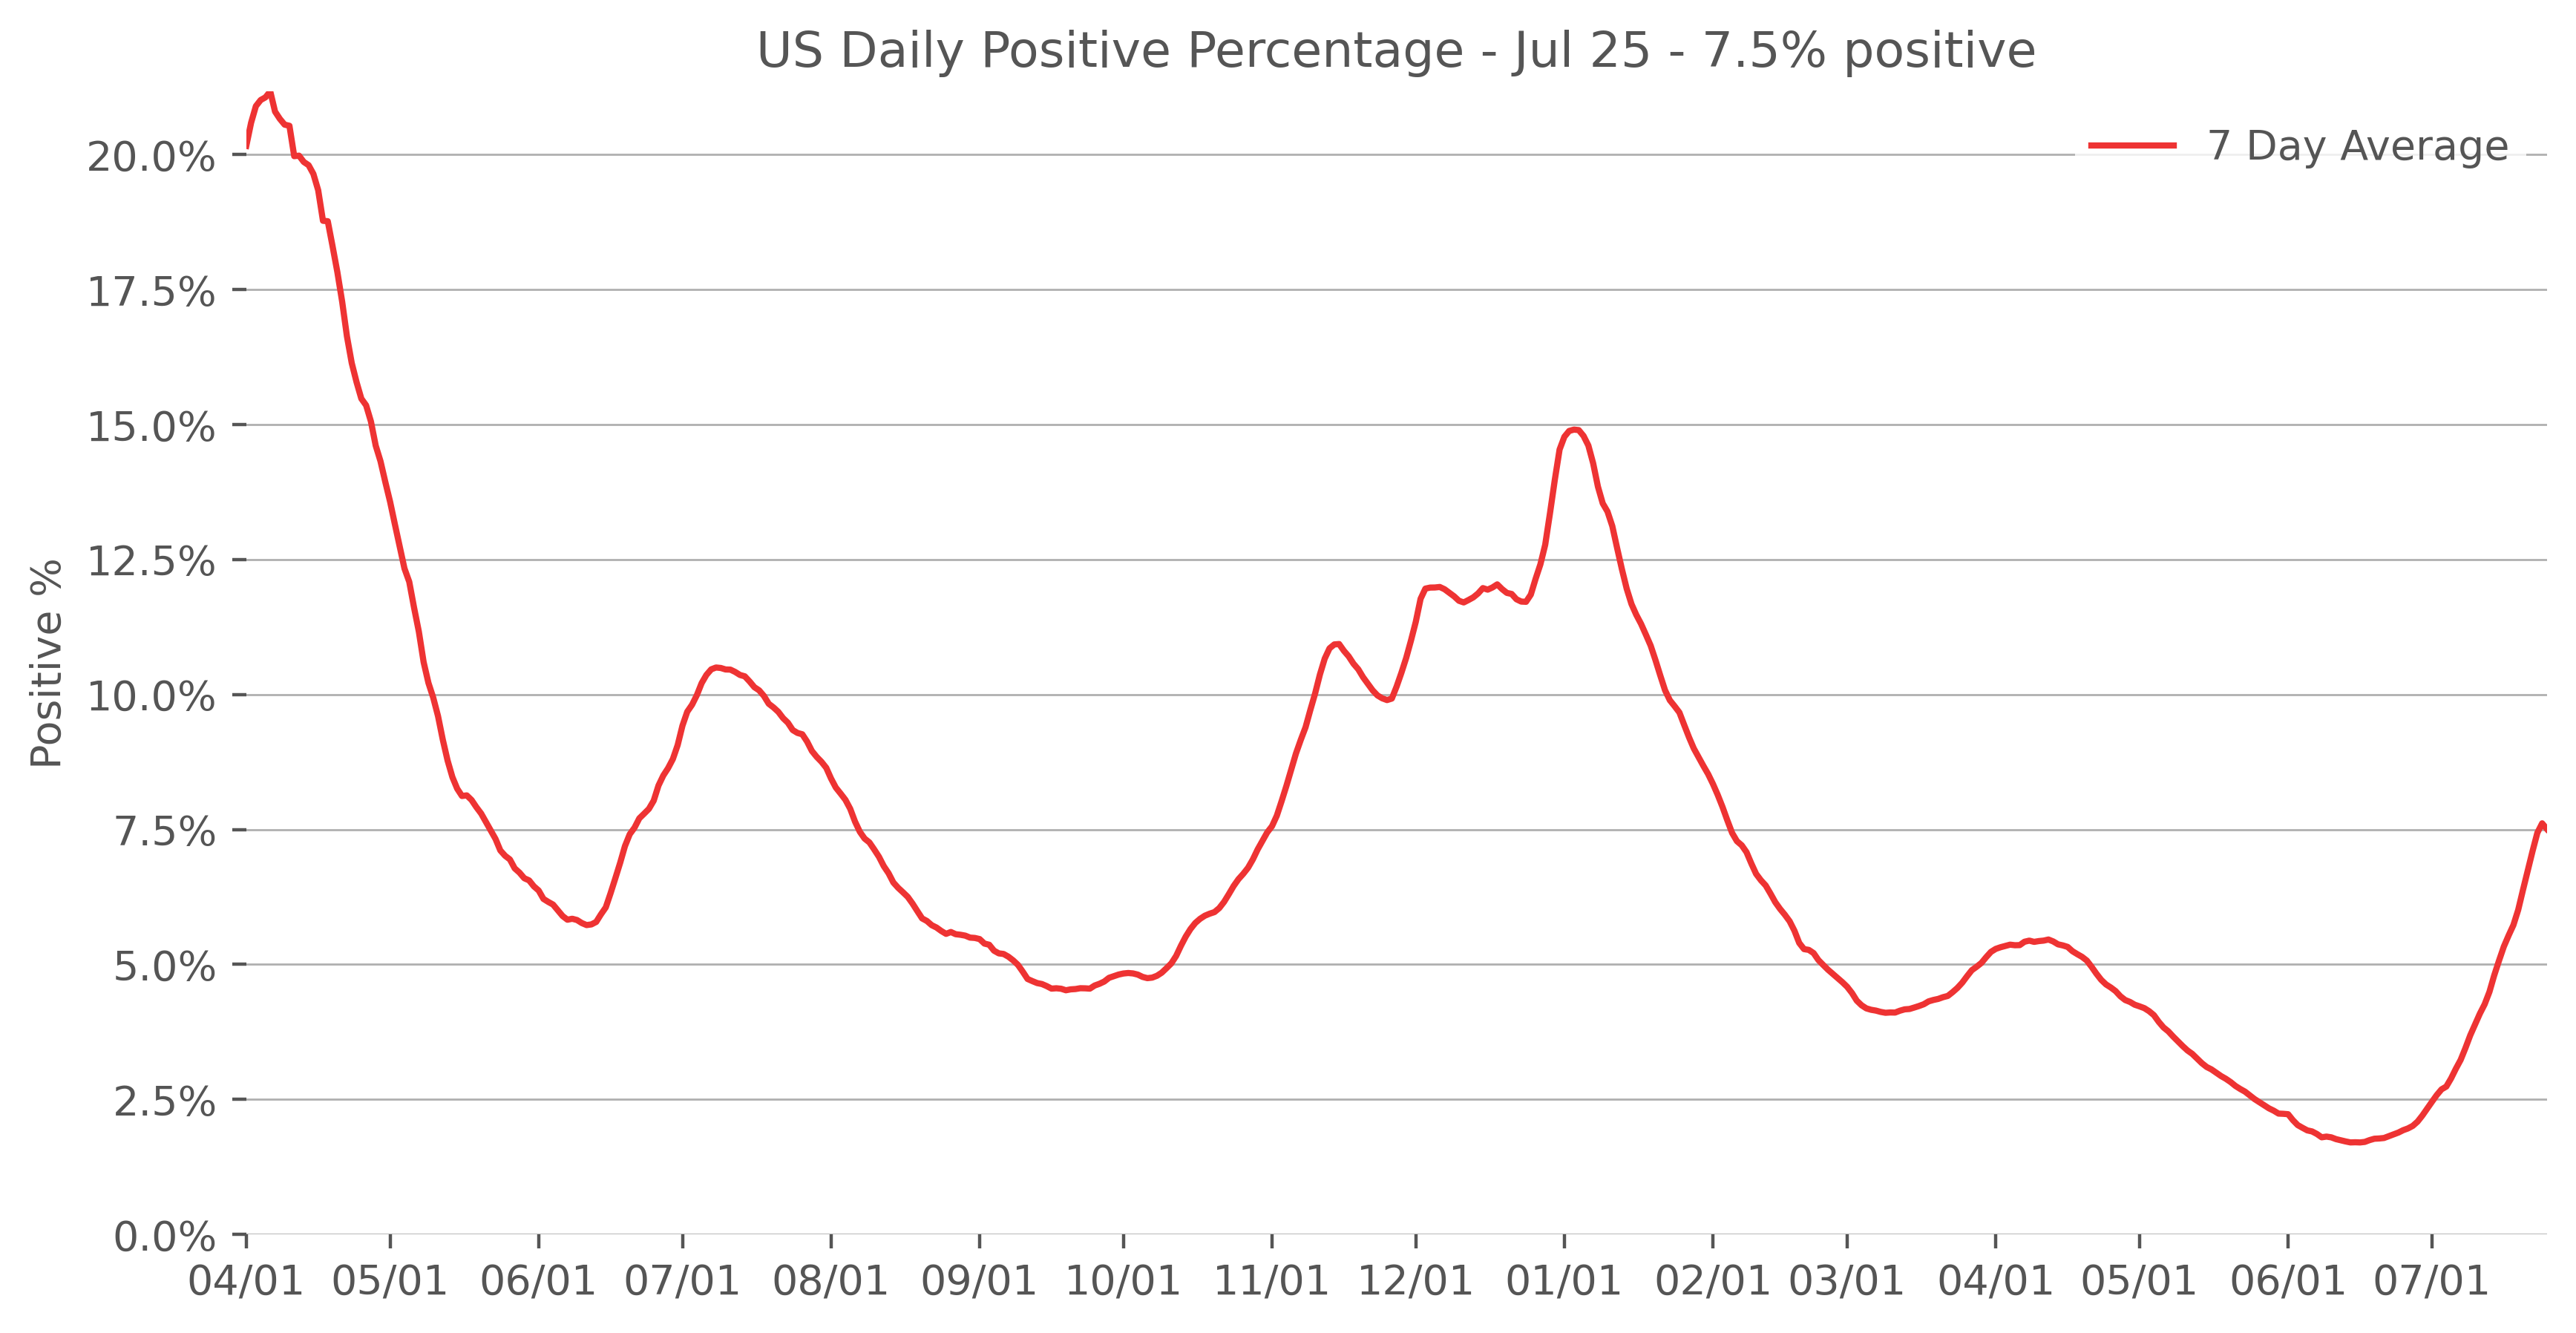 US Daily Positive Percentage - Jul 25 - 7.5% positive
7 Day Average
Positive %
20.0%
17.5%
15.0%
12.5%
10.0%
7.5%
5.0%
2.5%
0.0%
04/01 05/01 06/01 07/01 08/01 09/01 10/01 11/01 12/01 01/01 02/01 03/01 04/01 05/01 06/01 07/01